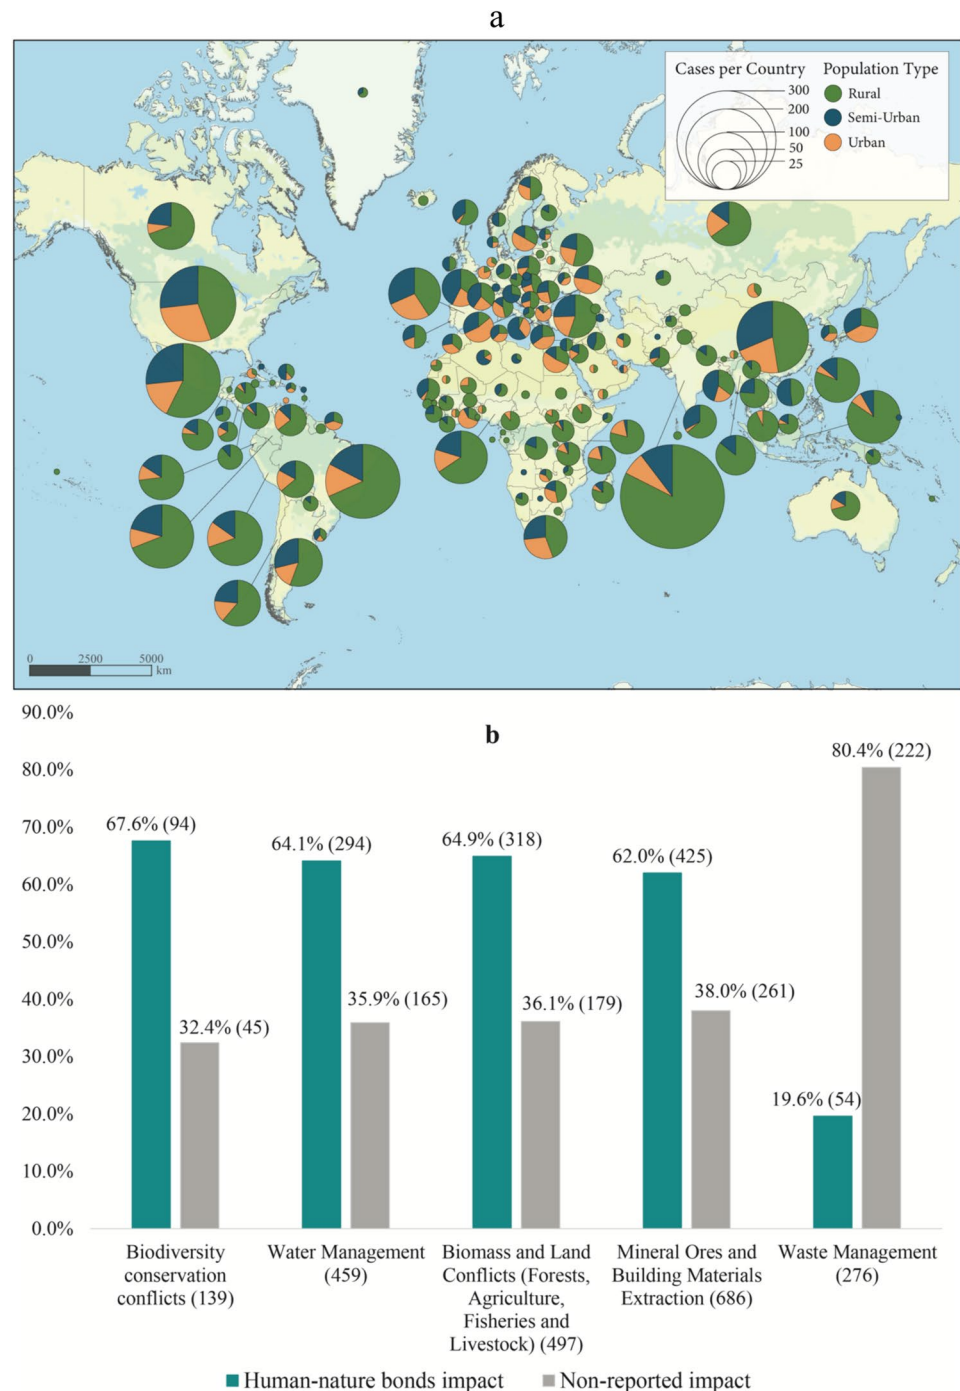 a
Cases per Country
300
200
100
50
25
Population Type
Rural
Semi-Urban
Urban
0 2500 5000
km
b
90.0%
80.0%
70.0%
60.0%
50.0%
40.0%
30.0%
20.0%
10.0%
0.0%
67.6% (94)
32.4% (45)
64.1% (294)
35.9% (165)
64.9% (318)
36.1% (179)
62.0% (425)
38.0% (261)
19.6% (54)
80.4% (222)
Biodiversity
conservation
conflicts (139)
Water Management
(459)
Biomass and Land
Conflicts (Forests,
Agriculture,
Fisheries and
Livestock) (497)
Mineral Ores and
Building Materials
Extraction (686)
Waste Management
(276)
Human-nature bonds impact
Non-reported impact